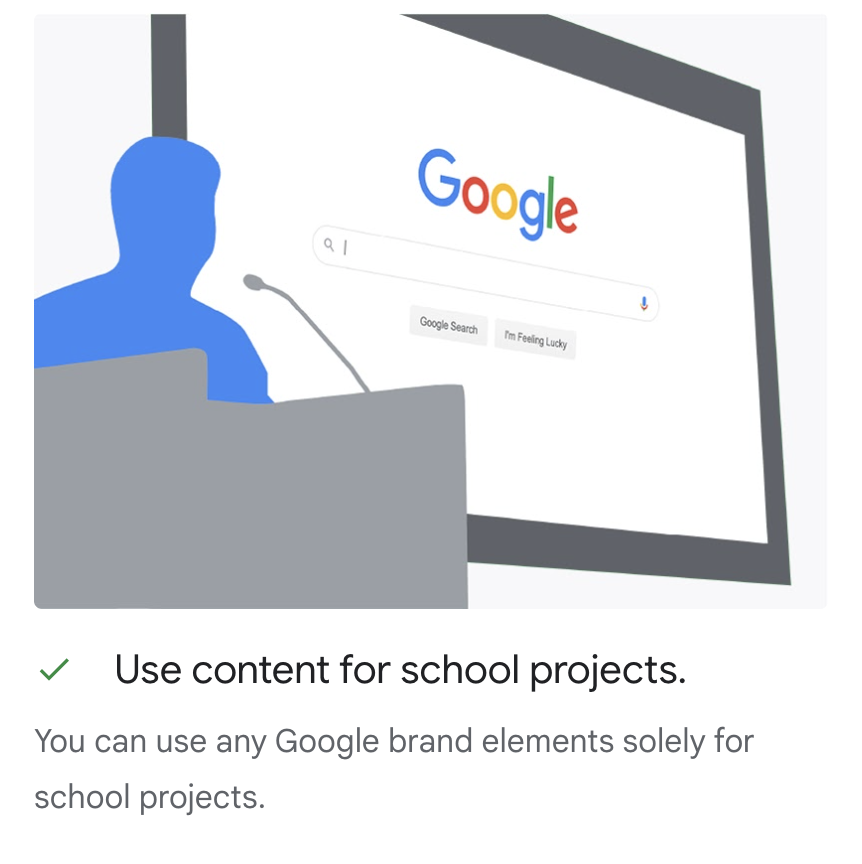 Google
Google Search
I'm Feeling Lucky
Use content for school projects.
You can use any Google brand elements solely for
school projects.